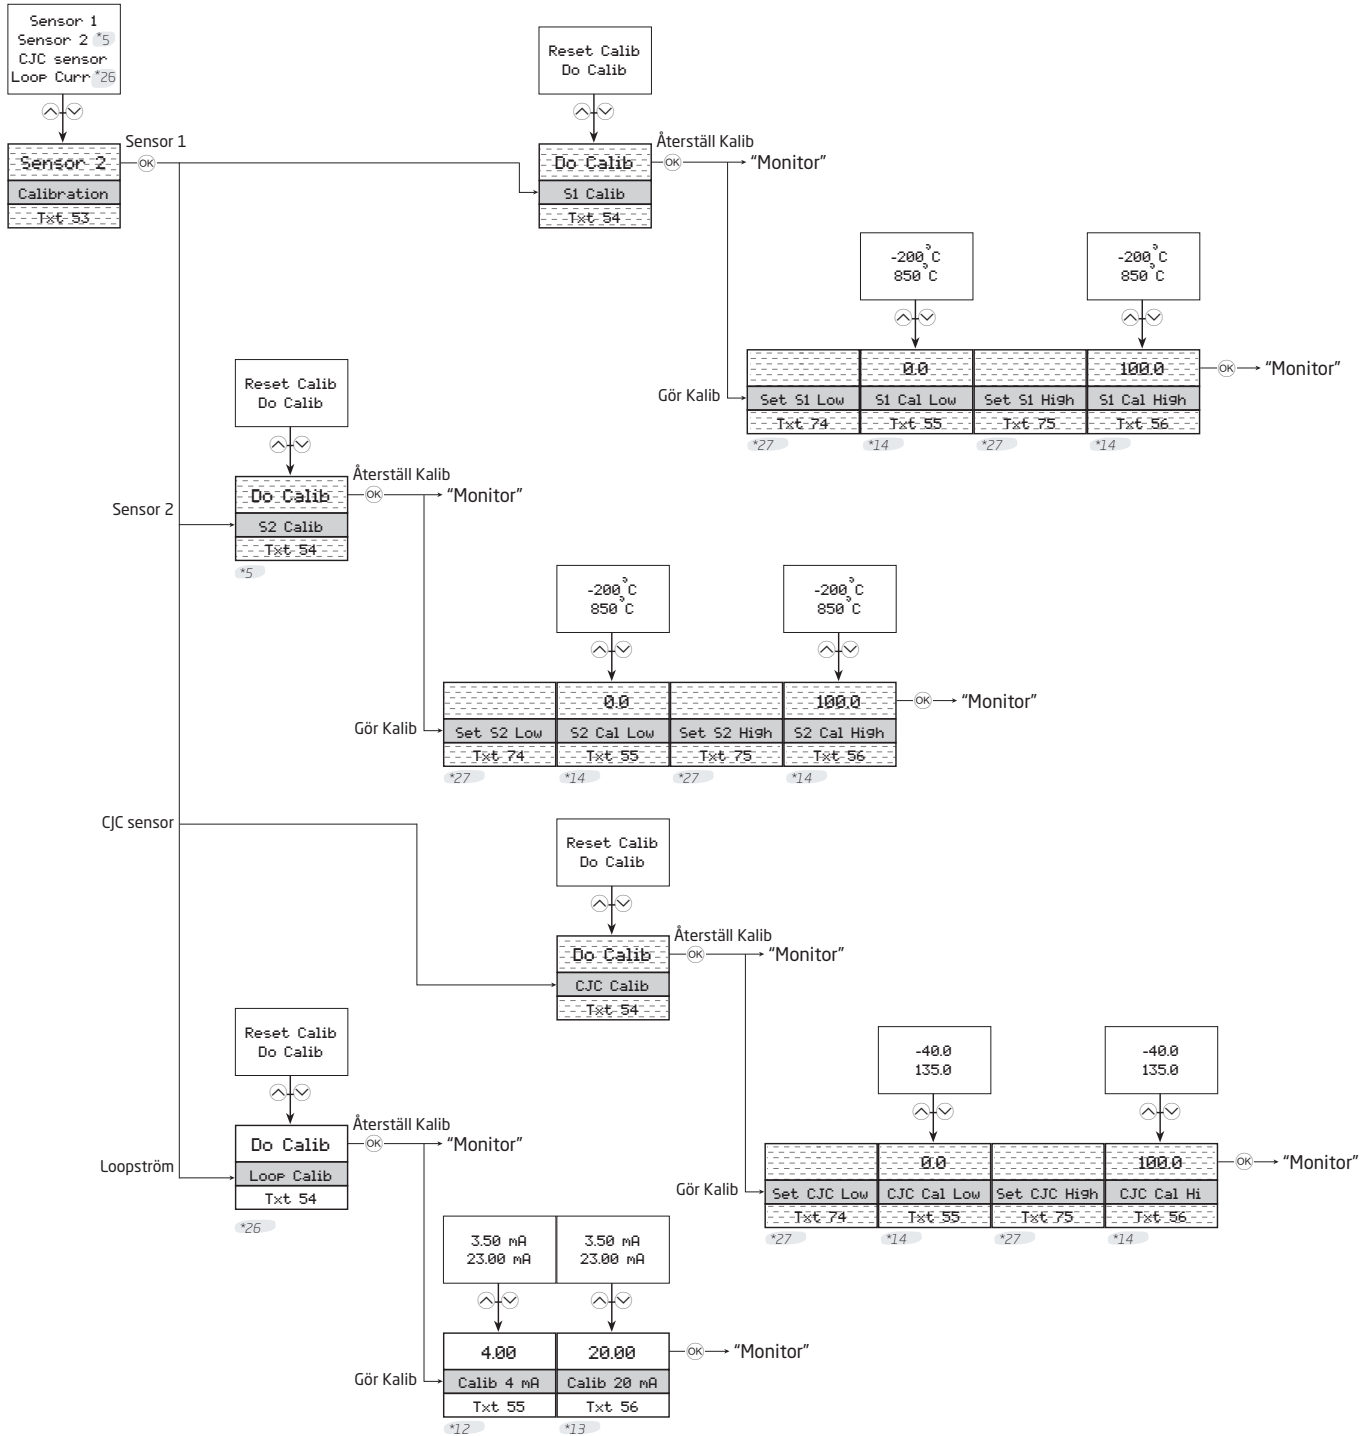 Sensor 1
Sensor 2 *5
CJC sensor
Loop Curr *26
Sensor 2
Calibration
Txt 53
OK
Sensor 1
Reset Calib
Do Calib
Do Calib
S1 Calib
Txt 54
Återställ Kalib
OK
"Monitor"
-200°C
850°C
-200°C
850°C
Gör Kalib
0.0
100.0
Set S1 Low
S1 Cal Low
Set S1 High
S1 Cal High
Txt 74
Txt 55
Txt 75
Txt 56
*27
*14
*27
*14
OK
"Monitor"
Sensor 2
Reset Calib
Do Calib
Do Calib
S2 Calib
Txt 54
*5
Återställ Kalib
OK
"Monitor"
-200°C
850°C
-200°C
850°C
Gör Kalib
0.0
100.0
Set S2 Low
S2 Cal Low
Set S2 High
S2 Cal High
Txt 74
Txt 55
Txt 75
Txt 56
*27
*14
*27
*14
OK
"Monitor"
CJC sensor
Reset Calib
Do Calib
Do Calib
CJC Calib
Txt 54
Återställ Kalib
OK
"Monitor"
-40.0
135.0
-40.0
135.0
Gör Kalib
0.0
100.0
Set CJC Low
CJC Cal Low
Set CJC High
CJC Cal Hi
Txt 74
Txt 55
Txt 75
Txt 56
*27
*14
*27
*14
OK
"Monitor"
Loopström
Reset Calib
Do Calib
Do Calib
Loop Calib
Txt 54
*26
Återställ Kalib
OK
"Monitor"
3.50 mA
23.00 mA
3.50 mA
23.00 mA
Gör Kalib
4.00
20.00
Calib 4 mA
Calib 20 mA
Txt 55
Txt 56
*12
*13
OK
"Monitor"